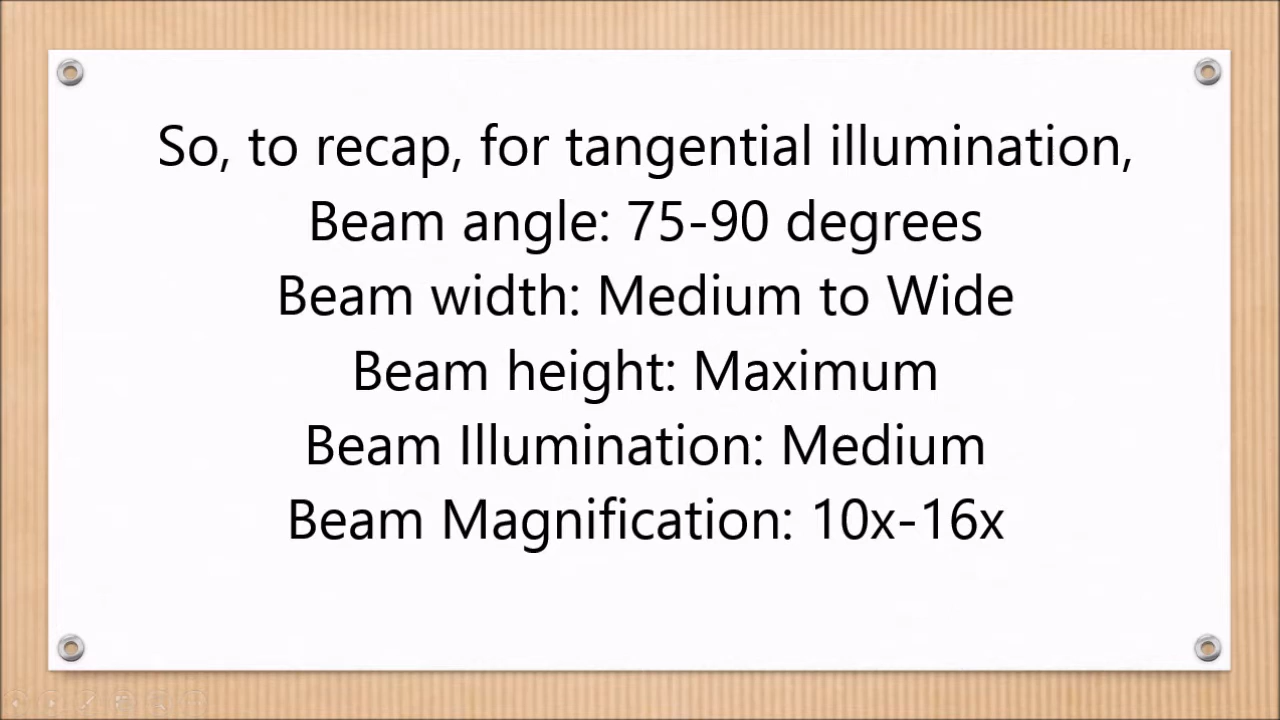 So, to recap, for tangential illumination,
Beam angle: 75-90 degrees
Beam width: Medium to Wide
Beam height: Maximum
Beam Illumination: Medium
Beam Magnification: 10x-16x